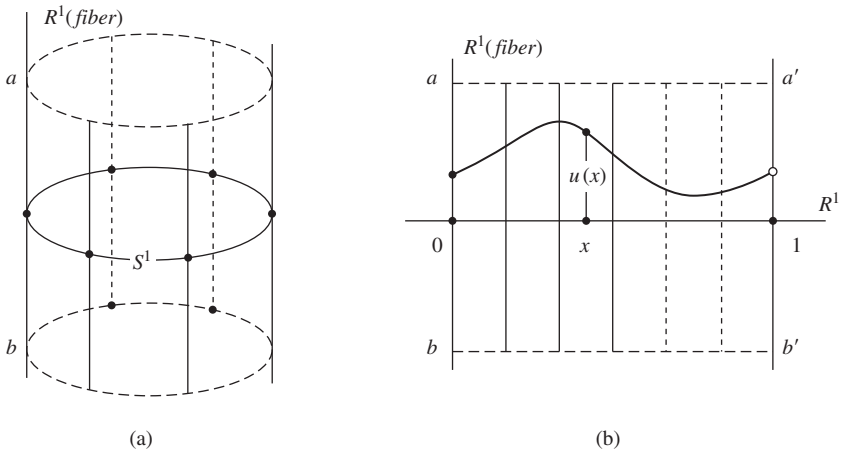 R¹(fiber)
a
S¹
b
(a)
R¹(fiber)
a a′
u(x)
R¹
0 x 1
b b′
(b)